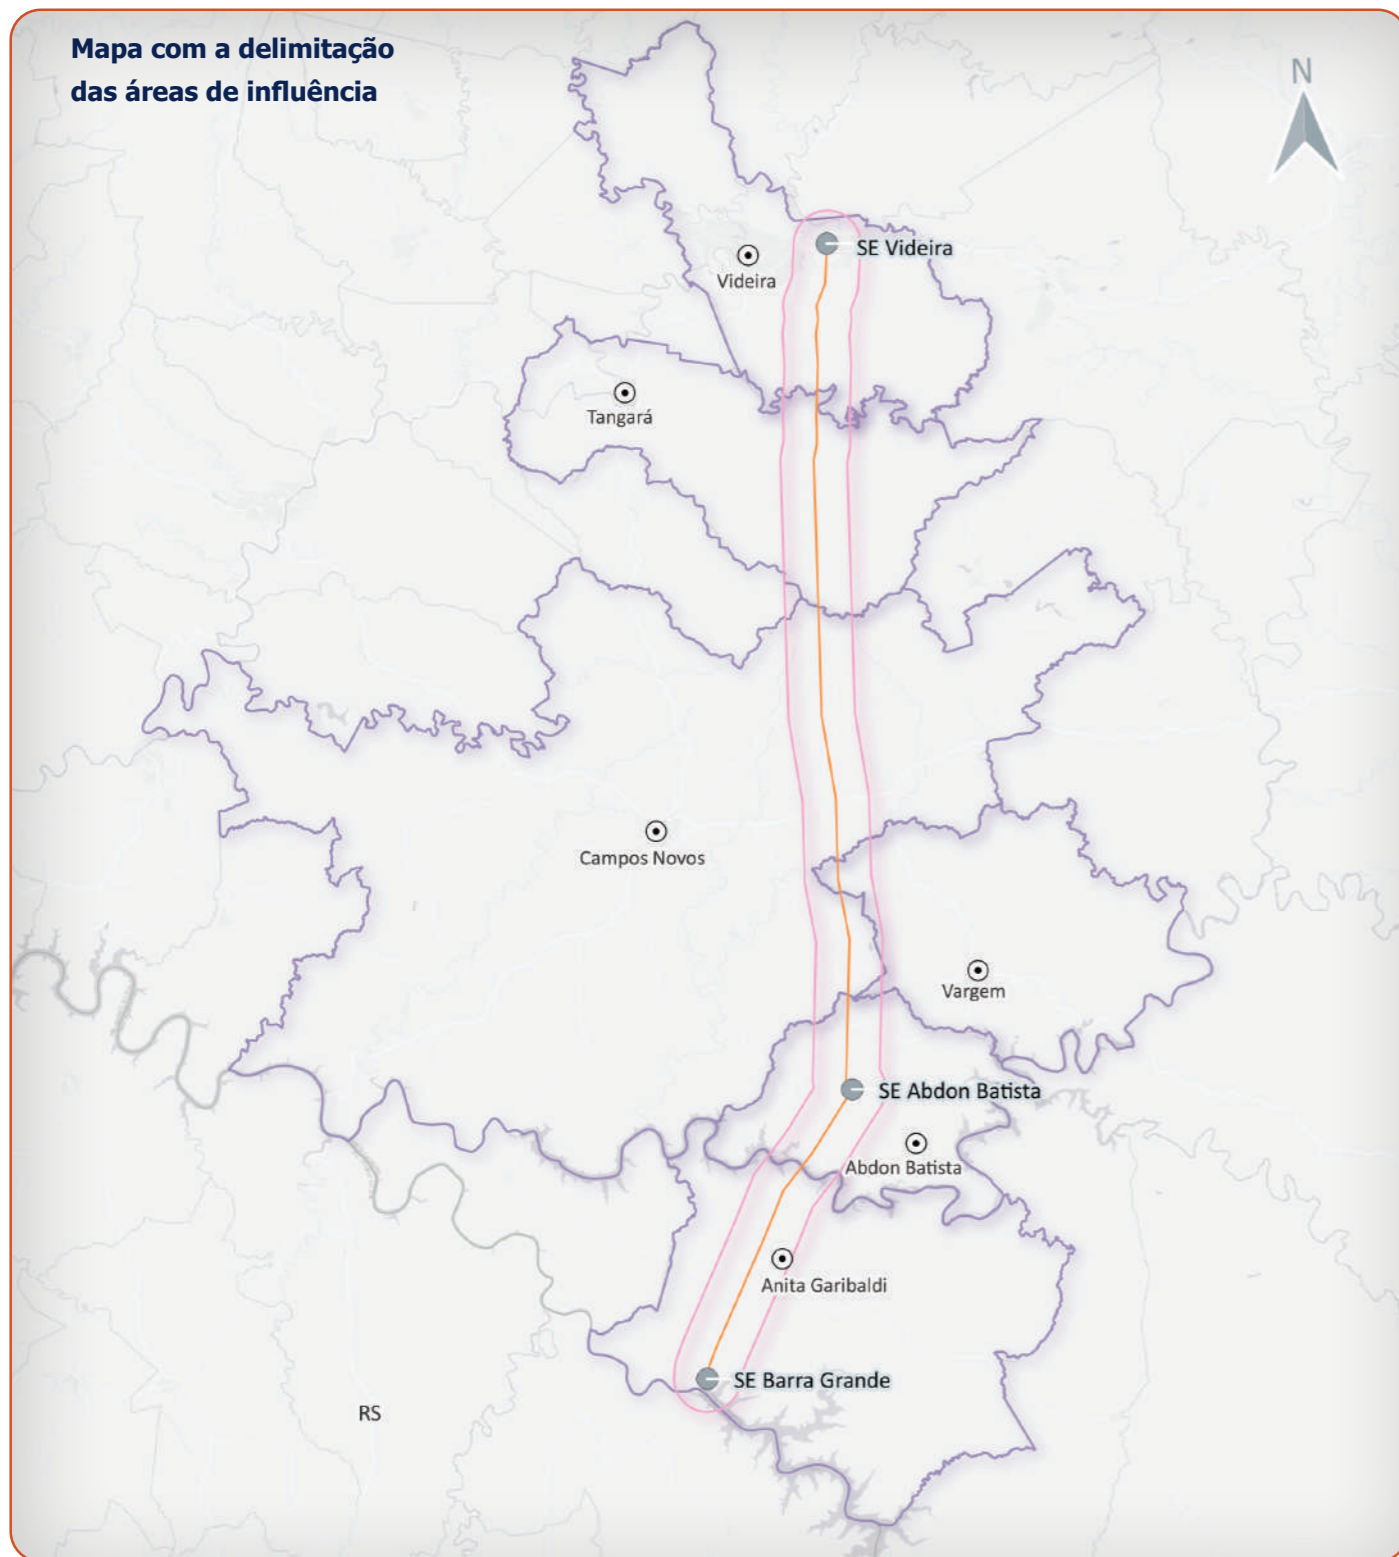 Mapa com a delimitação
das áreas de influência
N
SE Videira
Videira
Tangará
Campos Novos
Vargem
SE Abdon Batista
Abdon Batista
Anita Garibaldi
SE Barra Grande
RS